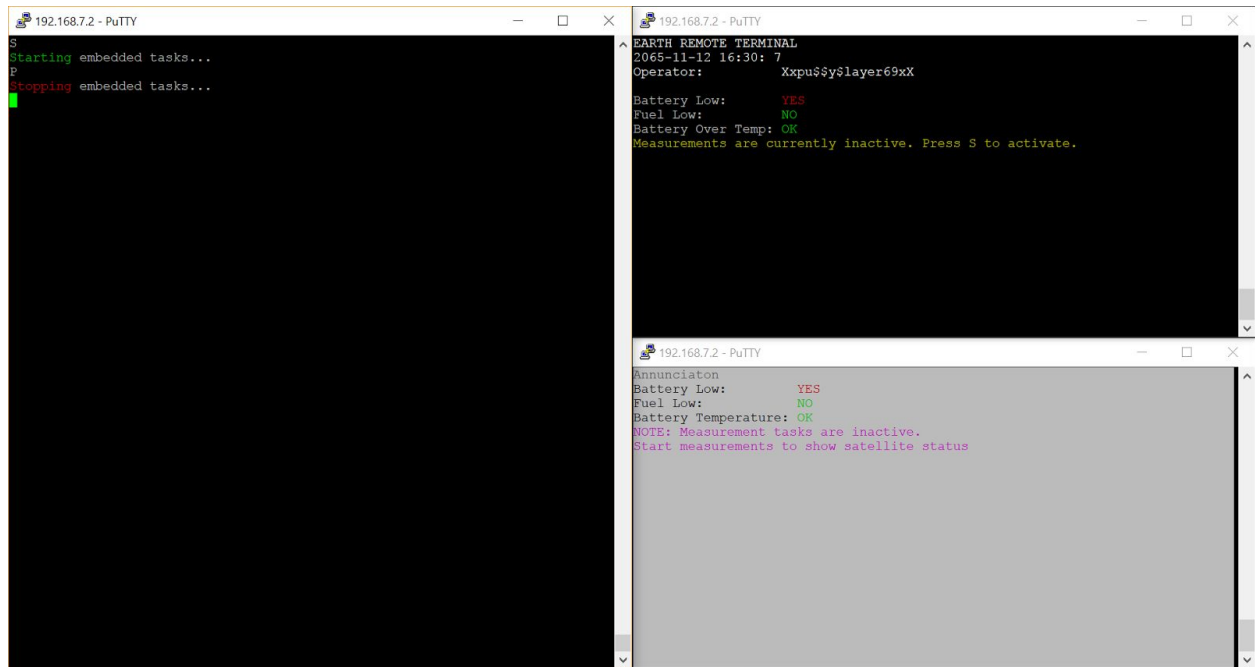 192.168.7.2 - PuTTY
S
Starting embedded tasks...
P
Stopping embedded tasks...
192.168.7.2 - PuTTY
EARTH REMOTE TERMINAL
2065-11-12 16:30: 7
Operator: Xxpu$$y$layer69xX
Battery Low: YES
Fuel Low: NO
Battery Over Temp: OK
Measurements are currently inactive. Press S to activate.
192.168.7.2 - PuTTY
Annunciaton
Battery Low: YES
Fuel Low: NO
Battery Temperature: OK
NOTE: Measurement tasks are inactive.
Start measurements to show satellite status